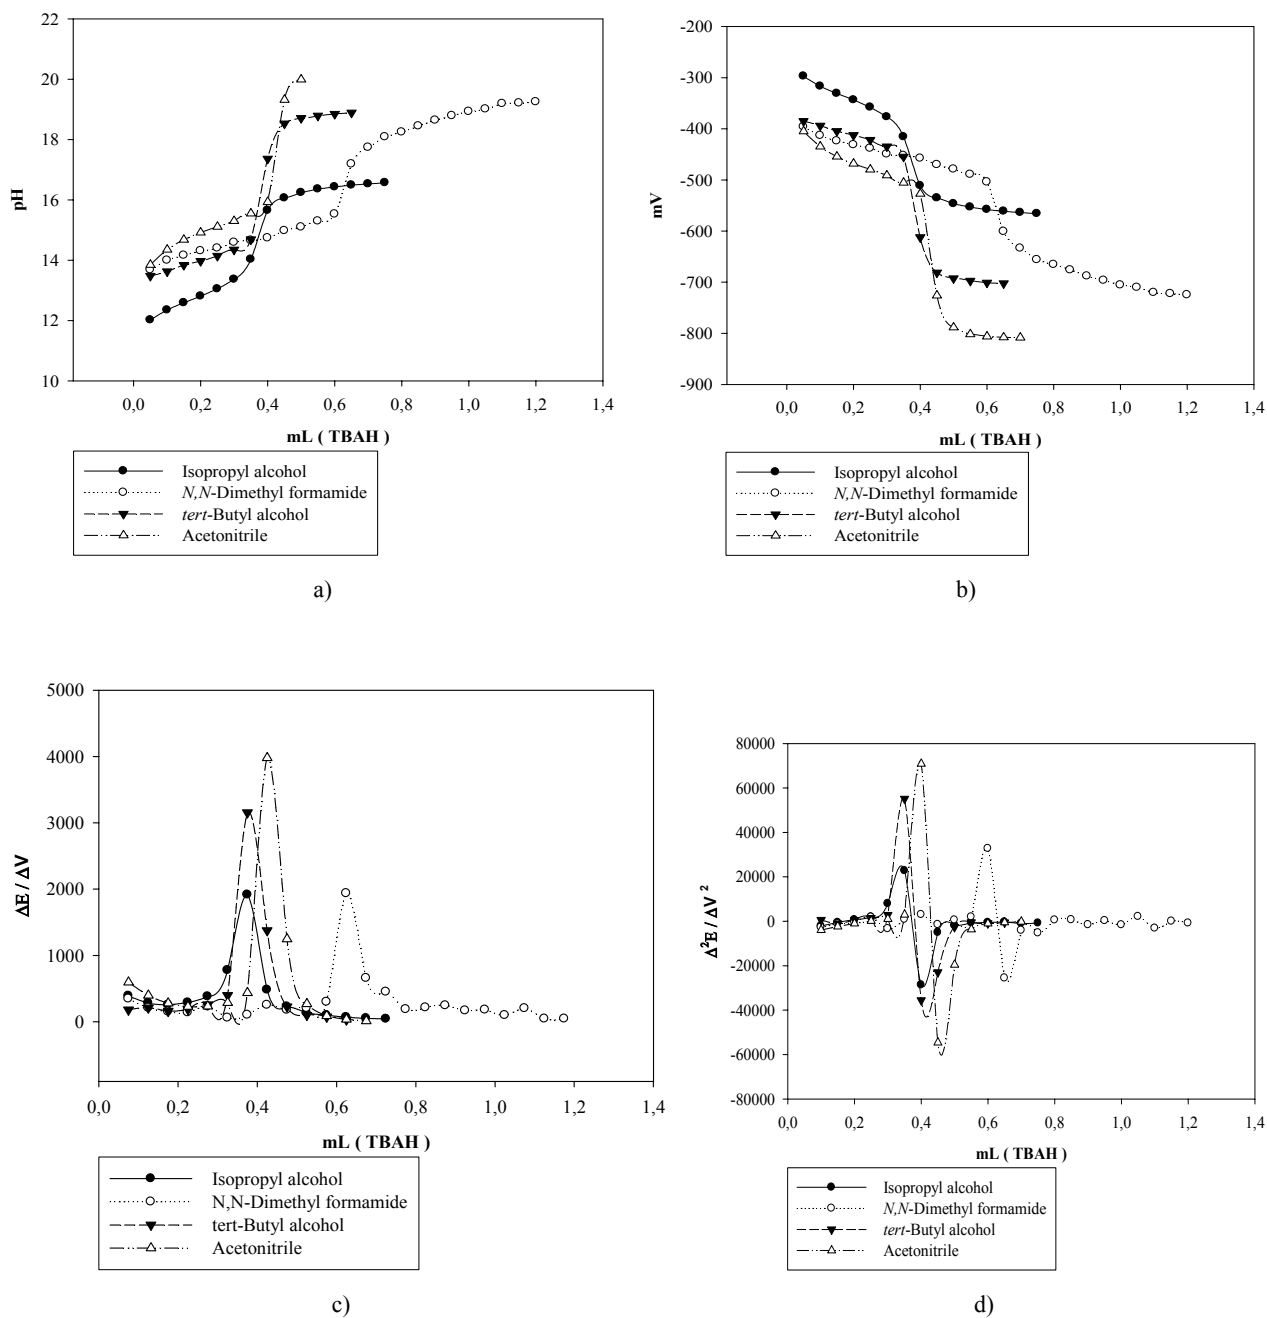 22
20
18
16
14
12
10
pH
0,0 0,2 0,4 0,6 0,8 1,0 1,2 1,4
mL ( TBAH )
Isopropyl alcohol
N,N-Dimethyl formamide
tert-Butyl alcohol
Acetonitrile
a)
-200
-300
-400
-500
-600
-700
-800
-900
mV
0,0 0,2 0,4 0,6 0,8 1,0 1,2 1,4
mL ( TBAH )
Isopropyl alcohol
N,N-Dimethyl formamide
tert-Butyl alcohol
Acetonitrile
b)
5000
4000
3000
2000
1000
0
ΔE / ΔV
0,0 0,2 0,4 0,6 0,8 1,0 1,2 1,4
mL ( TBAH )
Isopropyl alcohol
N,N-Dimethyl formamide
tert-Butyl alcohol
Acetonitrile
c)
80000
60000
40000
20000
0
-20000
-40000
-60000
-80000
Δ²E / ΔV ²
0,0 0,2 0,4 0,6 0,8 1,0 1,2 1,4
mL ( TBAH )
Isopropyl alcohol
N,N-Dimethyl formamide
tert-Butyl alcohol
Acetonitrile
d)